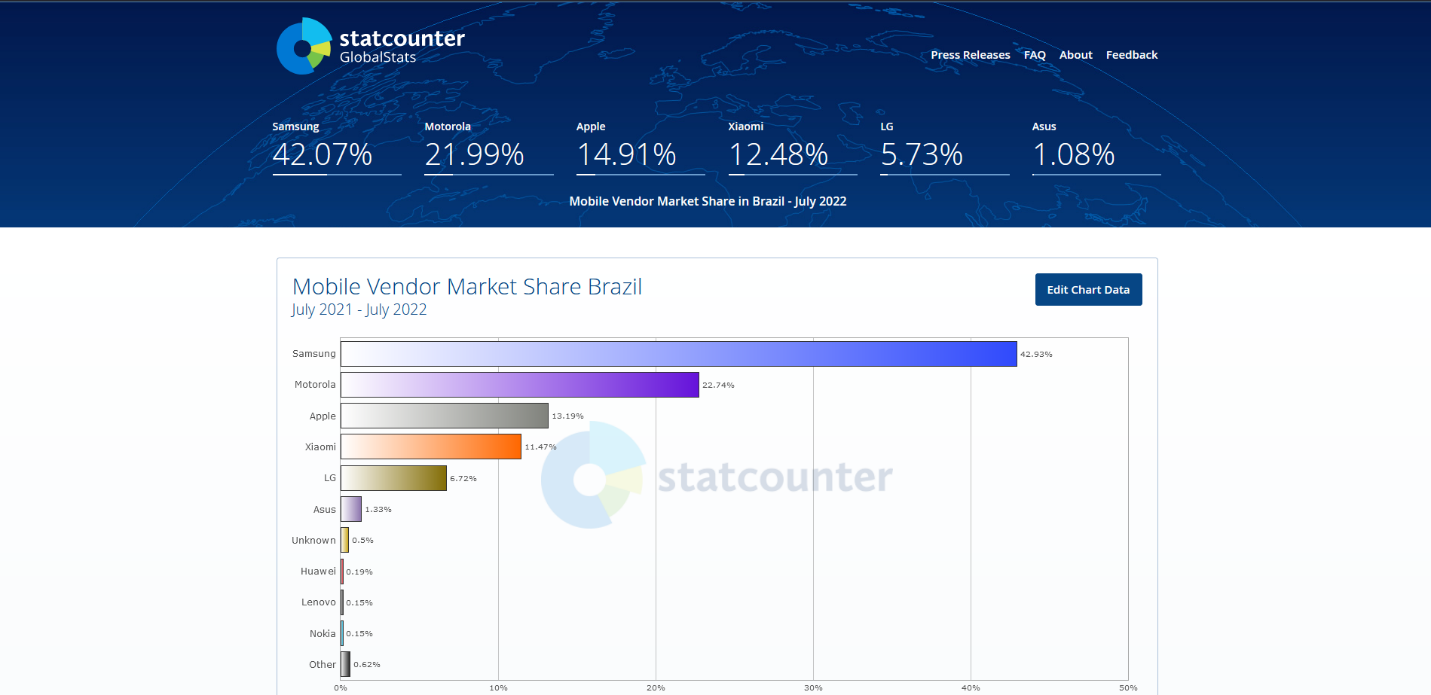 statcounter
GlobalStats
Press Releases FAQ About Feedback
Samsung Motorola Apple Xiaomi LG Asus
42.07% 21.99% 14.91% 12.48% 5.73% 1.08%
Mobile Vendor Market Share in Brazil - July 2022
Mobile Vendor Market Share Brazil
July 2021 - July 2022
Edit Chart Data
Samsung 42.93%
Motorola 22.74%
Apple 13.19%
Xiaomi 11.47%
statcounter
LG 6.72%
Asus 1.33%
Unknown 0.5%
Huawei 0.19%
Lenovo 0.15%
Nokia 0.15%
Other 0.62%
0% 10% 20% 30% 40% 50%